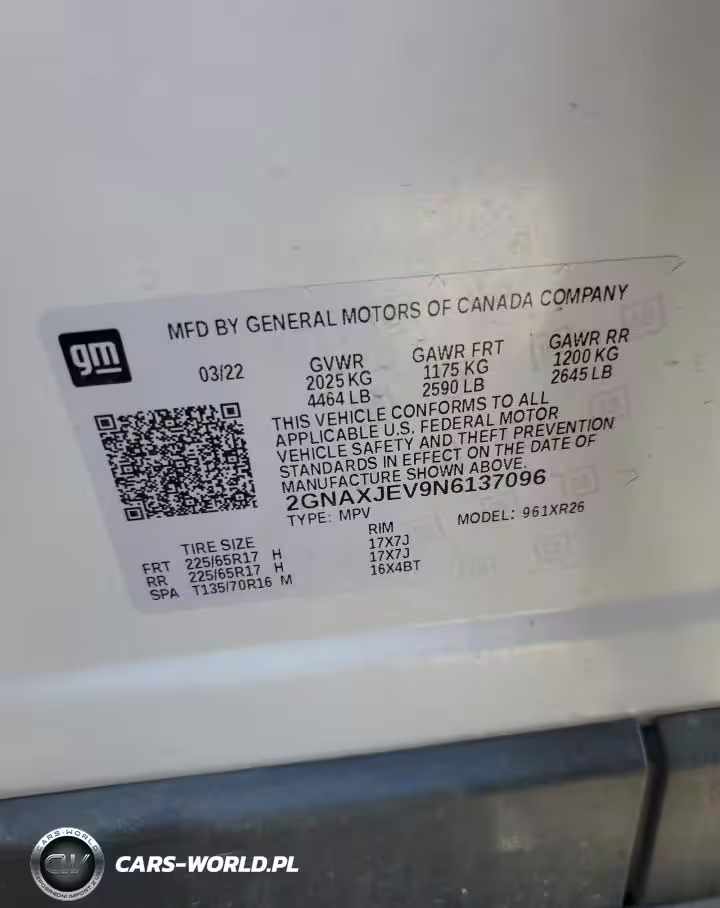 MFD BY GENERAL MOTORS OF CANADA COMPANY
gm
03/22 GVWR GAWR FRT GAWR RR
2025 KG 1175 KG 1200 KG
4464 LB 2590 LB 2645 LB
THIS VEHICLE CONFORMS TO ALL
APPLICABLE U.S. FEDERAL MOTOR
VEHICLE SAFETY AND THEFT PREVENTION
STANDARDS IN EFFECT ON THE DATE OF
MANUFACTURE SHOWN ABOVE.
2GNAXJEV9N6137096
TYPE: MPV MODEL: 961XR26
TIRE SIZE RIM
FRT 225/65R17 H 17X7J
RR 225/65R17 H 17X7J
SPA T135/70R16 M 16X4BT
CARS-WORLD
CW
CARS-WORLD.PL